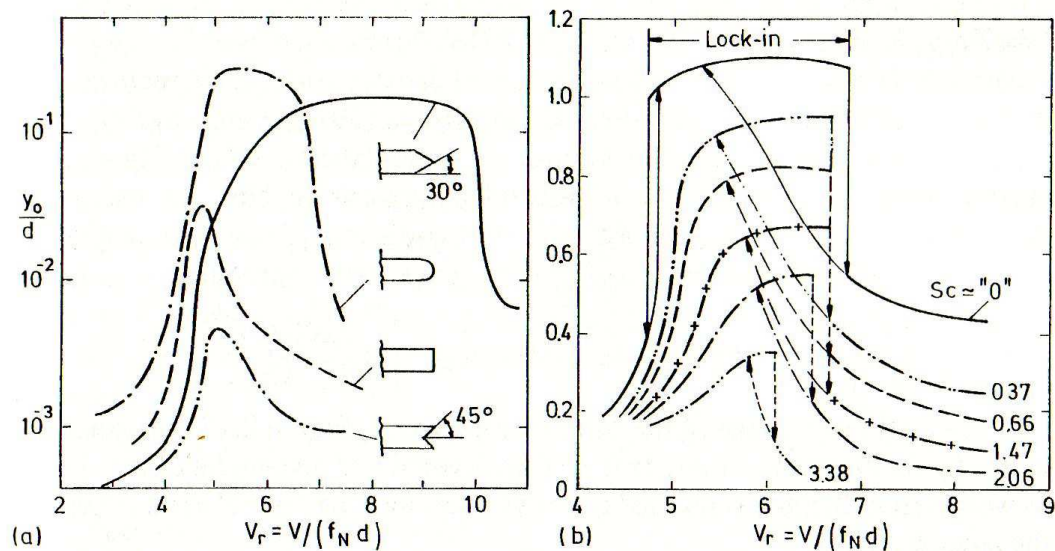 10⁻¹
10⁻²
10⁻³
y₀/d
30°
45°
2 4 6 8 10
(a) Vᵣ = V/(f_N d)
1.2
1.0
0.8
0.6
0.4
0.2
0
Lock-in
Sc ≃ "0"
0.37
0.66
1.47
2.06
3.38
4 5 6 7 8 9
(b) Vᵣ = V/(f_N d)